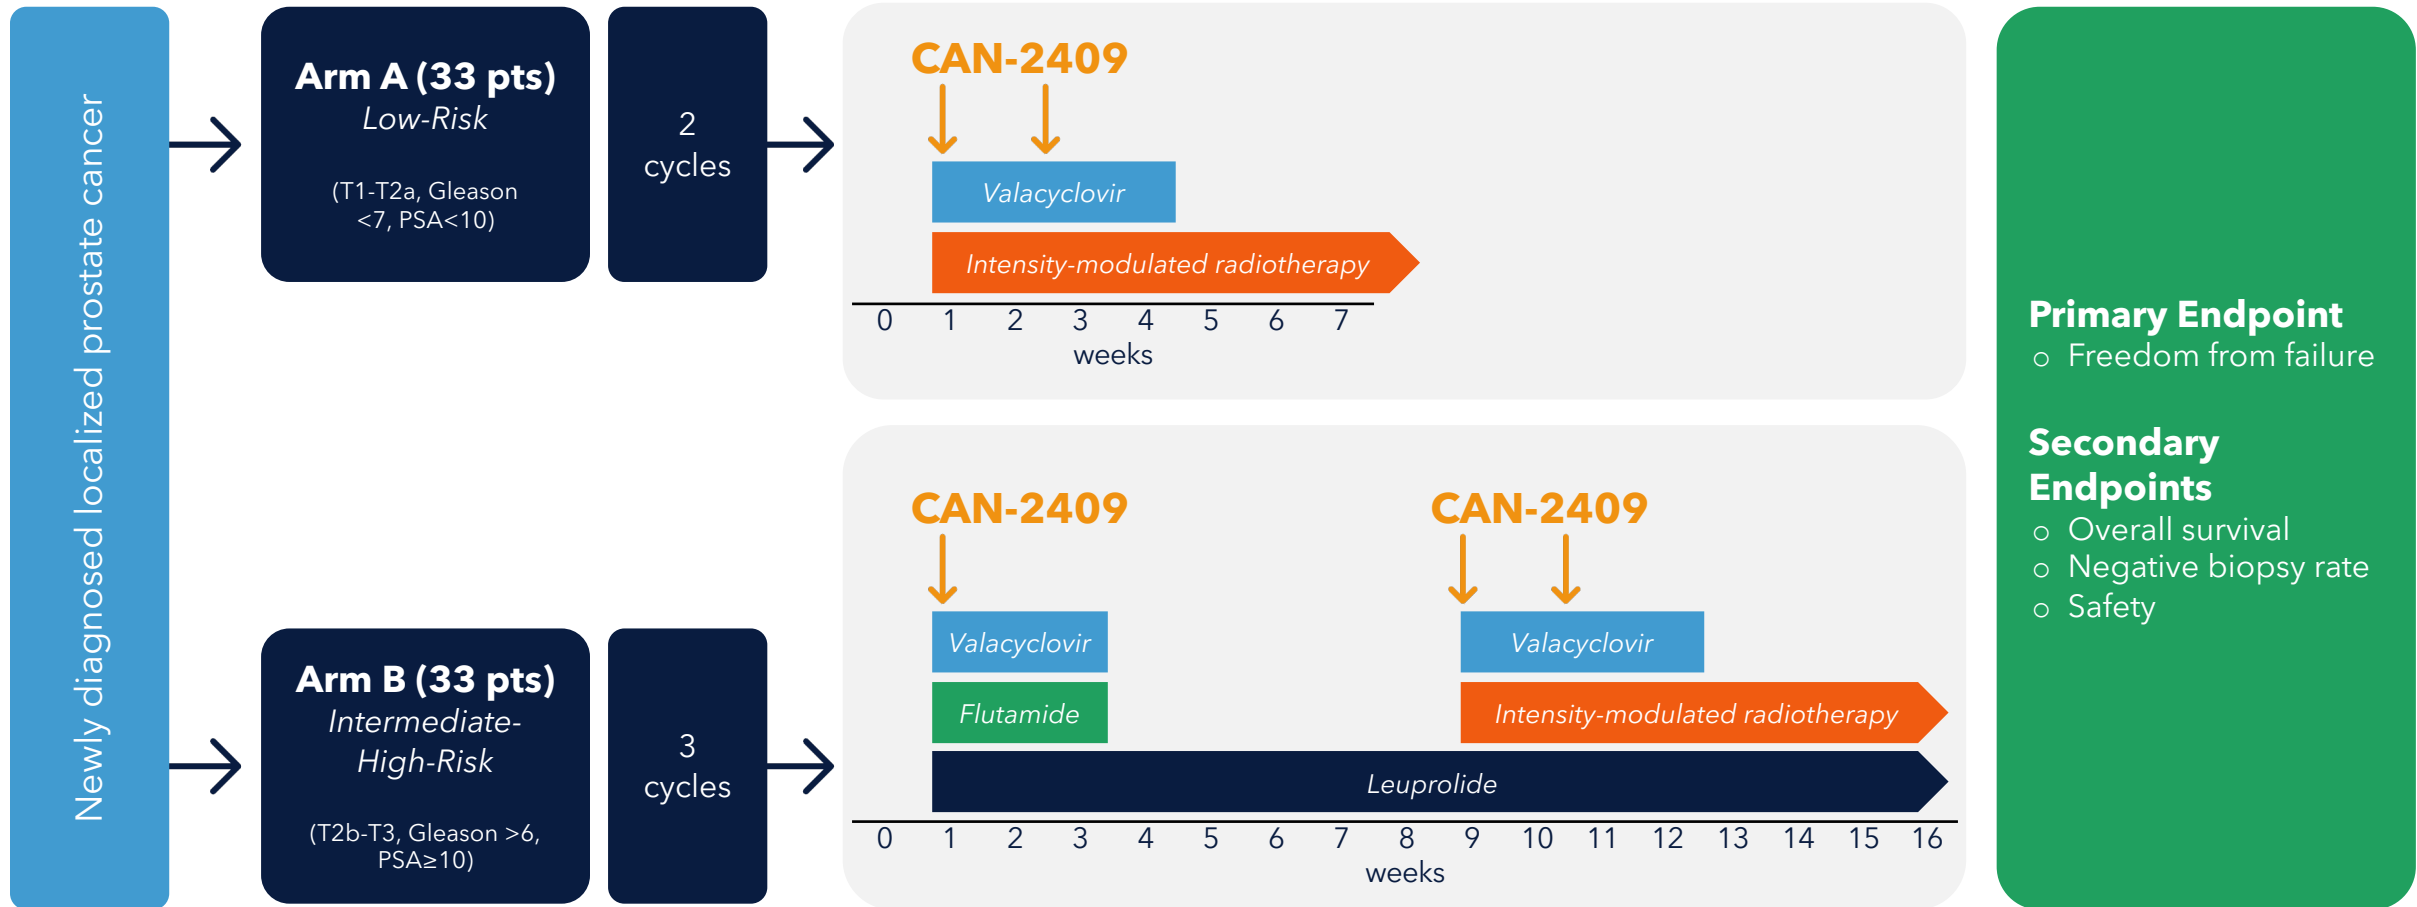 Newly diagnosed localized prostate cancer
Arm A (33 pts)
Low-Risk
(T1-T2a, Gleason
<7, PSA<10)
2
cycles
CAN-2409
Valacyclovir
Intensity-modulated radiotherapy
0 1 2 3 4 5 6 7
weeks
Arm B (33 pts)
Intermediate-
High-Risk
(T2b-T3, Gleason >6,
PSA≥10)
3
cycles
CAN-2409 CAN-2409
Valacyclovir Valacyclovir
Flutamide Intensity-modulated radiotherapy
Leuprolide
0 1 2 3 4 5 6 7 8 9 10 11 12 13 14 15 16
weeks
Primary Endpoint
○ Freedom from failure
Secondary
Endpoints
○ Overall survival
○ Negative biopsy rate
○ Safety